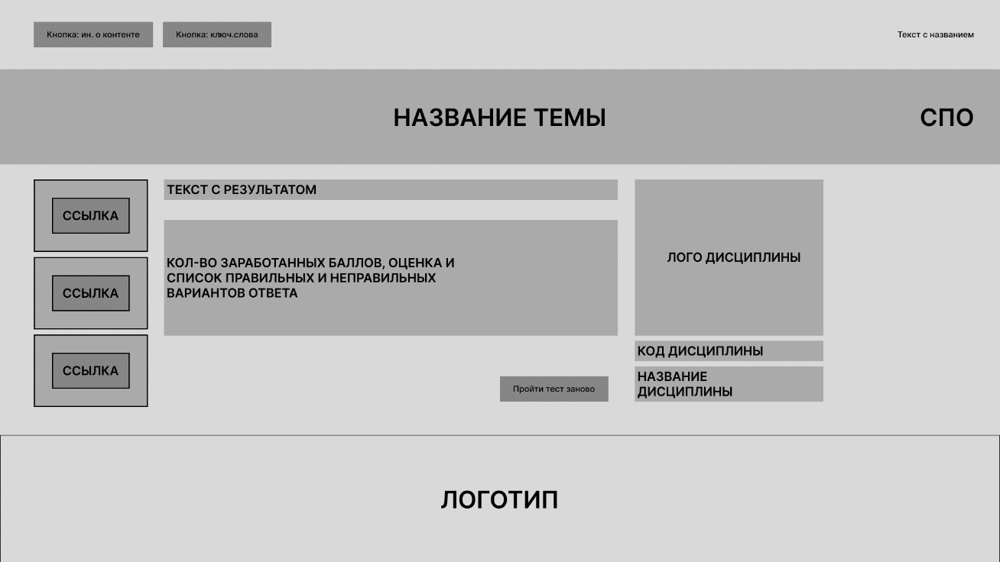 Кнопка: ин. о контенте
Кнопка: ключ.слова
Текст с названием
НАЗВАНИЕ ТЕМЫ
СПО
ССЫЛКА
ССЫЛКА
ССЫЛКА
ТЕКСТ С РЕЗУЛЬТАТОМ
КОЛ-ВО ЗАРАБОТАННЫХ БАЛЛОВ, ОЦЕНКА И
СПИСОК ПРАВИЛЬНЫХ И НЕПРАВИЛЬНЫХ
ВАРИАНТОВ ОТВЕТА
Пройти тест заново
ЛОГО ДИСЦИПЛИНЫ
КОД ДИСЦИПЛИНЫ
НАЗВАНИЕ
ДИСЦИПЛИНЫ
ЛОГОТИП